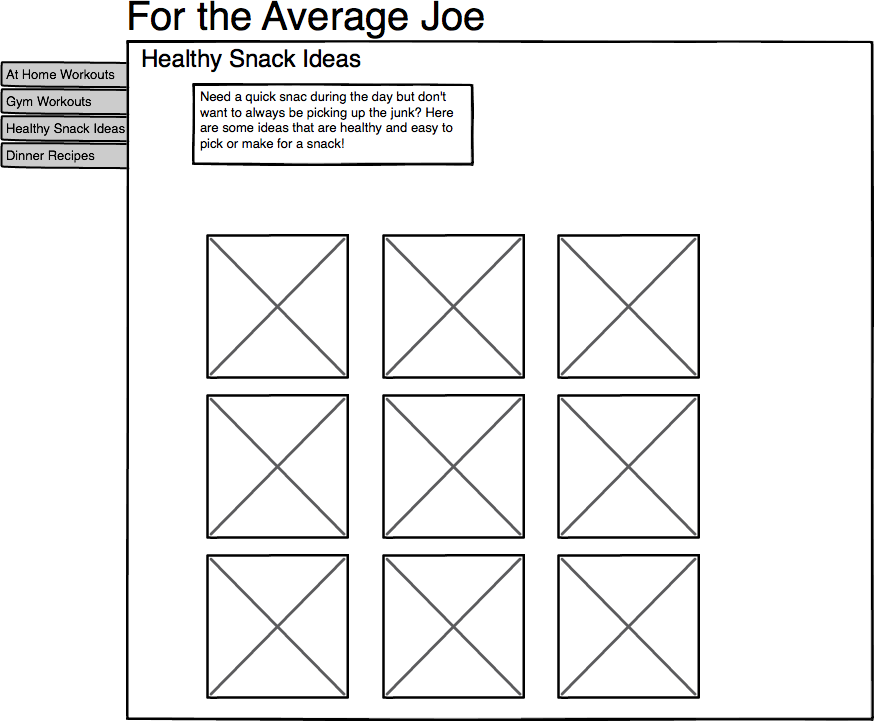 For the Average Joe
Healthy Snack Ideas
At Home Workouts
Gym Workouts
Healthy Snack Ideas
Dinner Recipes
Need a quick snac during the day but don't
want to always be picking up the junk? Here
are some ideas that are healthy and easy to
pick or make for a snack!